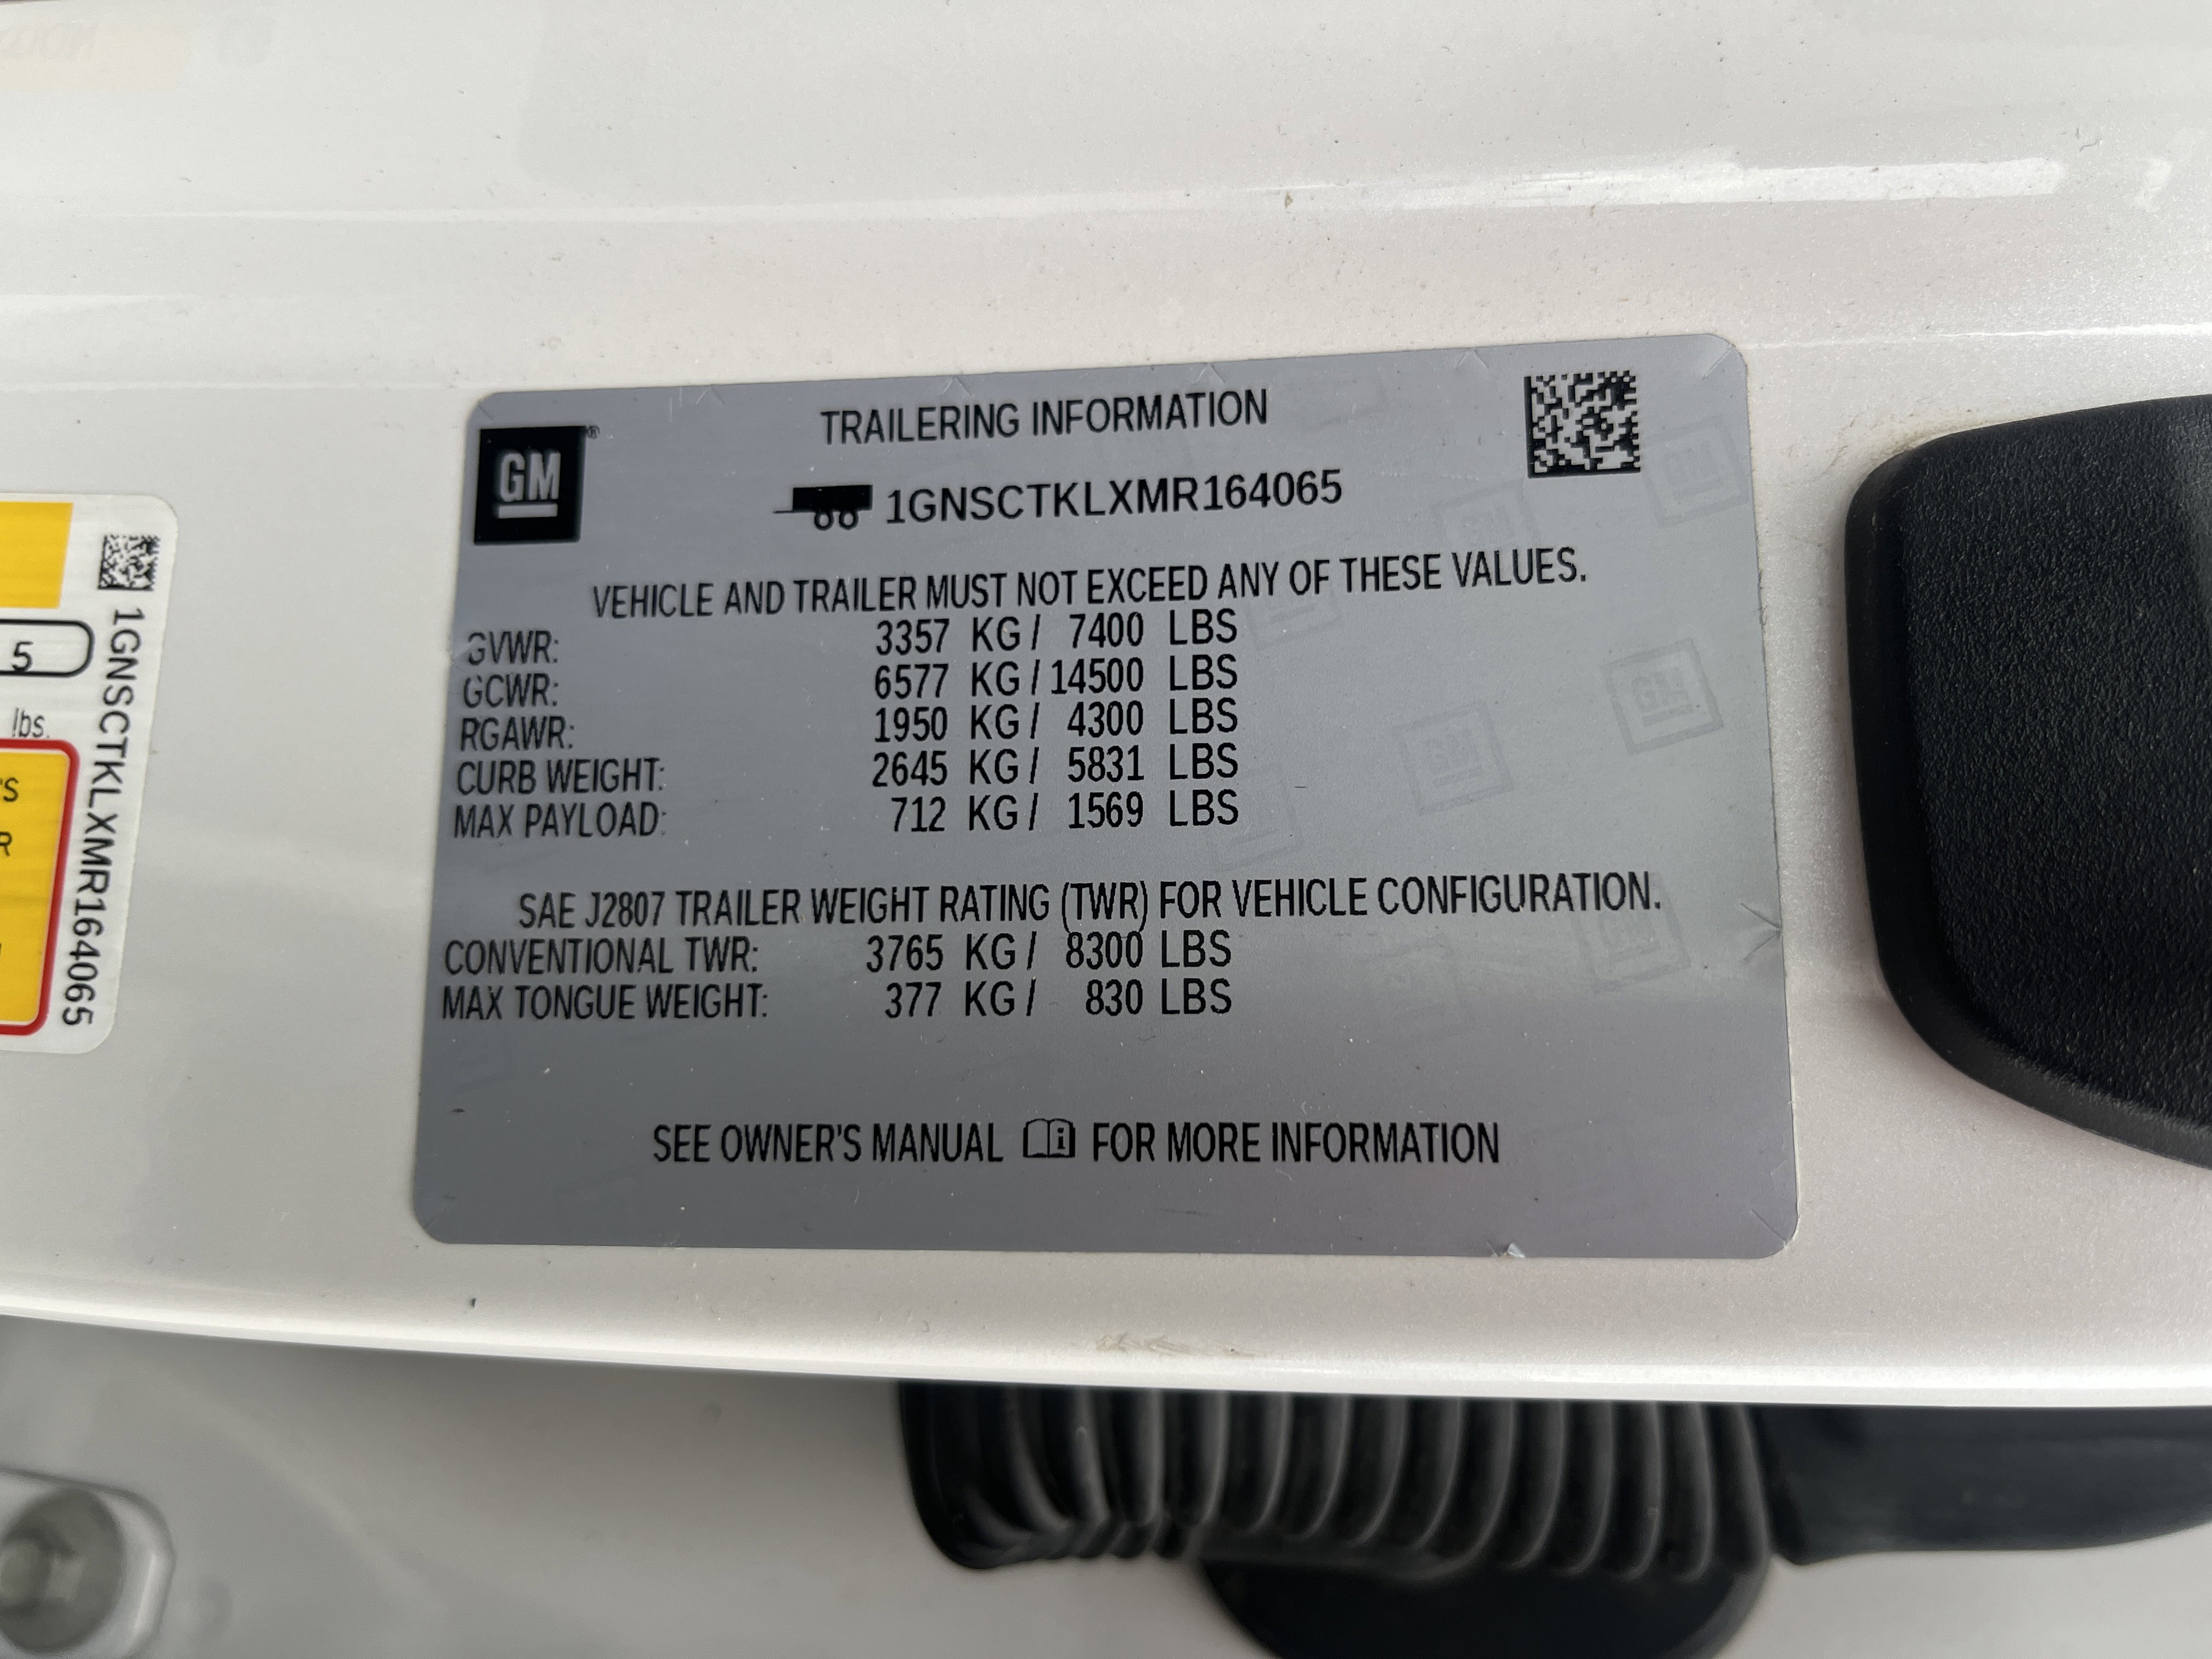 GM
TRAILERING INFORMATION
1GNSCTKLXMR164065
VEHICLE AND TRAILER MUST NOT EXCEED ANY OF THESE VALUES.
GVWR: 3357 KG / 7400 LBS
GCWR: 6577 KG / 14500 LBS
RGAWR: 1950 KG / 4300 LBS
CURB WEIGHT: 2645 KG / 5831 LBS
MAX PAYLOAD: 712 KG / 1569 LBS
SAE J2807 TRAILER WEIGHT RATING (TWR) FOR VEHICLE CONFIGURATION.
CONVENTIONAL TWR: 3765 KG / 8300 LBS
MAX TONGUE WEIGHT: 377 KG / 830 LBS
SEE OWNER'S MANUAL FOR MORE INFORMATION
5
lbs.
'S
R
1GNSCTKLXMR164065